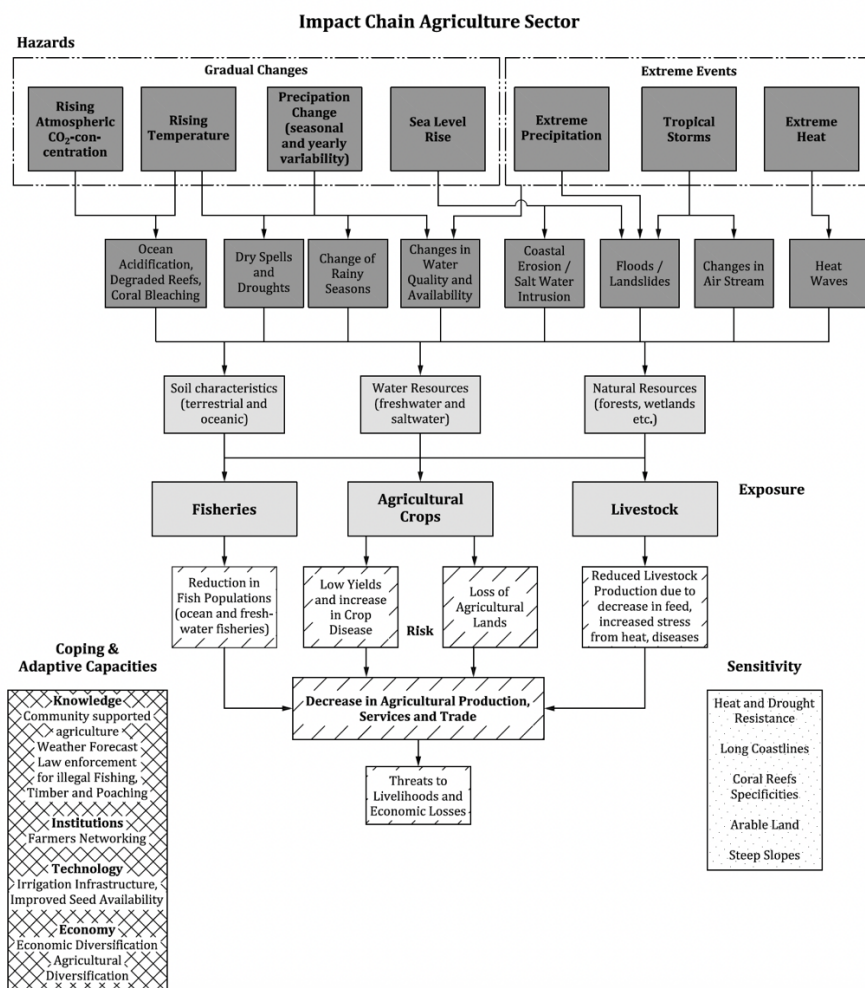 Impact Chain Agriculture Sector
Hazards
Gradual Changes
Extreme Events
Rising
Atmospheric
CO₂-con-
centration
Rising
Temperature
Precipation
Change
(seasonal
and yearly
variability)
Sea Level
Rise
Extreme
Precipitation
Tropical
Storms
Extreme
Heat
Ocean
Acidification,
Degraded Reefs,
Coral Bleaching
Dry Spells
and
Droughts
Change of
Rainy
Seasons
Changes in
Water
Quality and
Availability
Coastal
Erosion /
Salt Water
Intrusion
Floods /
Landslides
Changes in
Air Stream
Heat
Waves
Soil characteristics
(terrestrial and
oceanic)
Water Resources
(freshwater and
saltwater)
Natural Resources
(forests, wetlands
etc.)
Fisheries
Agricultural
Crops
Livestock
Exposure
Reduction in
Fish Populations
(ocean and fresh-
water fisheries)
Low Yields
and increase
in Crop
Disease
Risk
Loss of
Agricultural
Lands
Reduced Livestock
Production due to
decrease in feed,
increased stress
from heat, diseases
Decrease in Agricultural Production,
Services and Trade
Threats to
Livelihoods and
Economic Losses
Coping &
Adaptive Capacities
Knowledge
Community supported
agriculture
Weather Forecast
Law enforcement
for illegal Fishing,
Timber and Poaching
Institutions
Farmers Networking
Technology
Irrigation Infrastructure,
Improved Seed Availability
Economy
Economic Diversification
Agricultural
Diversification
Sensitivity
Heat and Drought
Resistance
Long Coastlines
Coral Reefs
Specificities
Arable Land
Steep Slopes